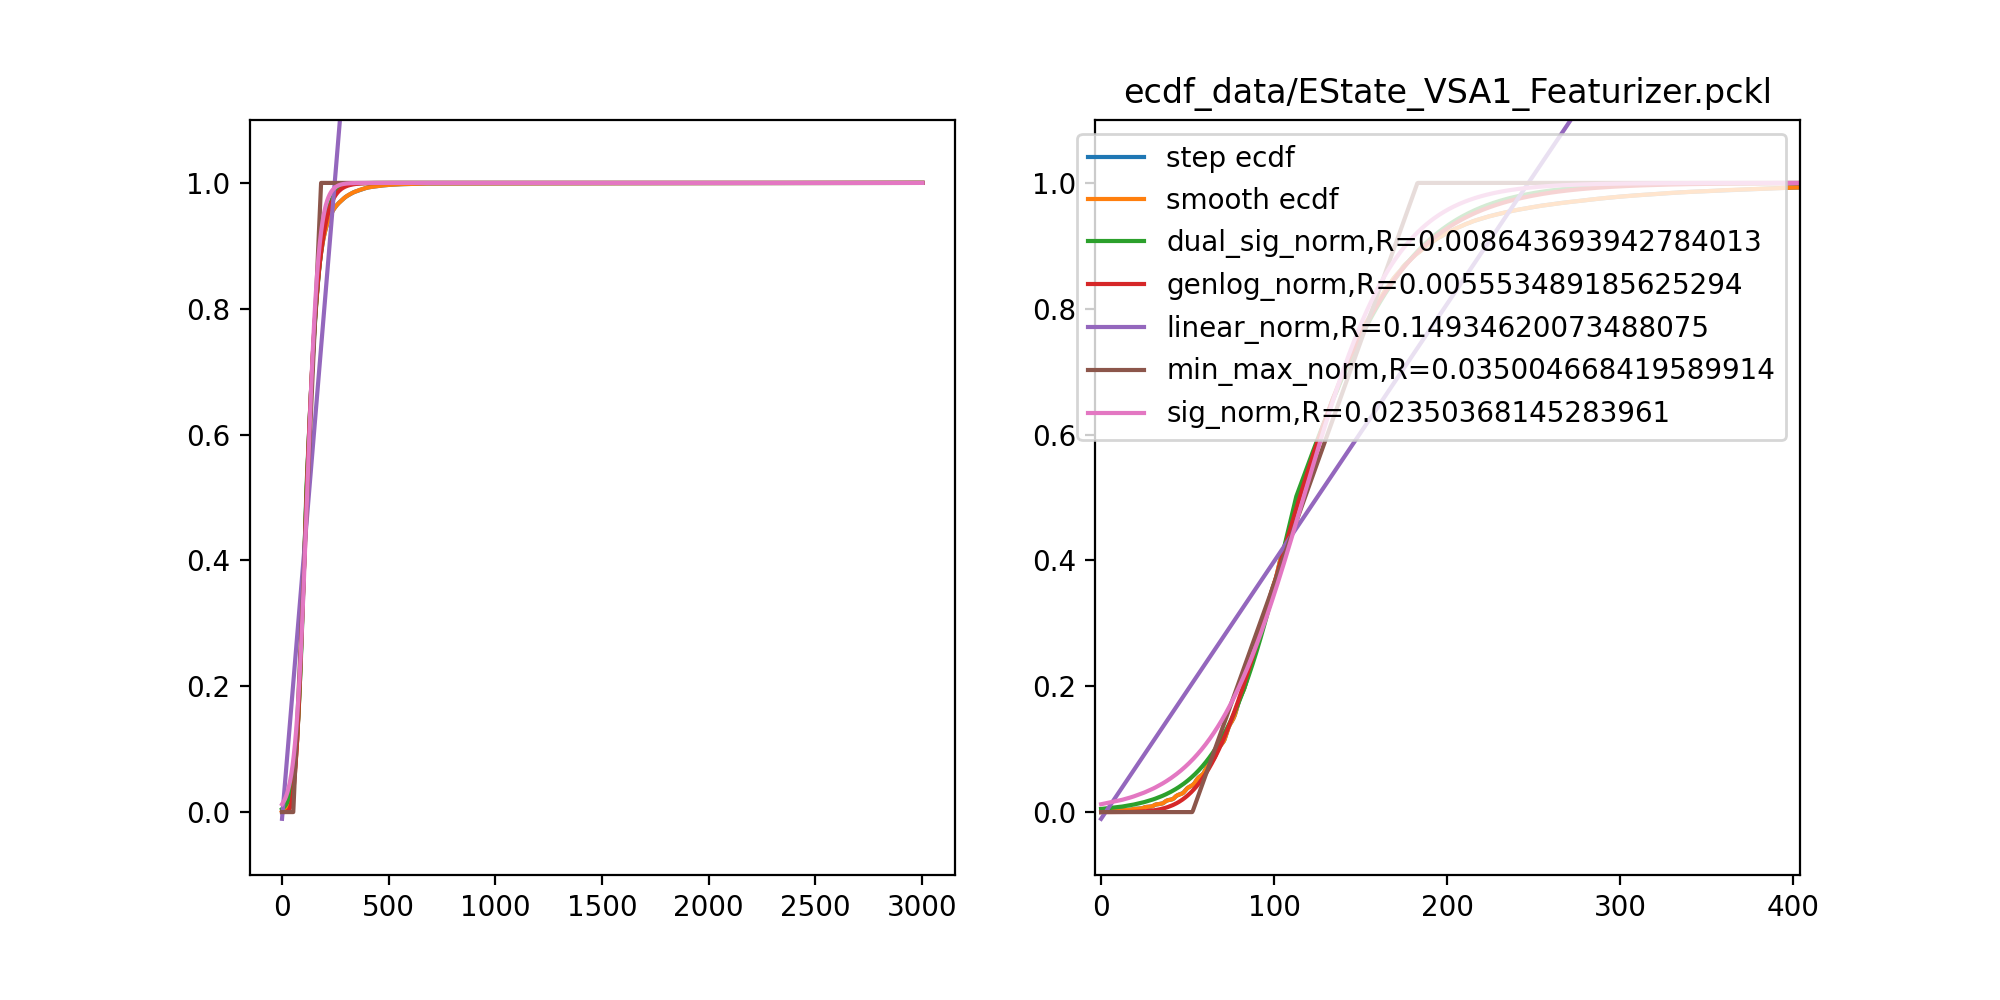 ecdf_data/EState_VSA1_Featurizer.pckl
1.0
0.8
0.6
0.4
0.2
0.0
0 500 1000 1500 2000 2500 3000
step ecdf
smooth ecdf
dual_sig_norm,R=0.008643693942784013
genlog_norm,R=0.005553489185625294
linear_norm,R=0.14934620073488075
min_max_norm,R=0.035004668419589914
sig_norm,R=0.02350368145283961
1.0
0.8
0.6
0.4
0.2
0.0
0 100 200 300 400